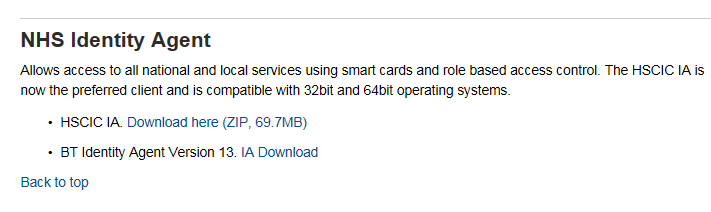 NHS Identity Agent
Allows access to all national and local services using smart cards and role based access control. The HSCIC IA is
now the preferred client and is compatible with 32bit and 64bit operating systems.
• HSCIC IA. Download here (ZIP, 69.7MB)
• BT Identity Agent Version 13. IA Download
Back to top